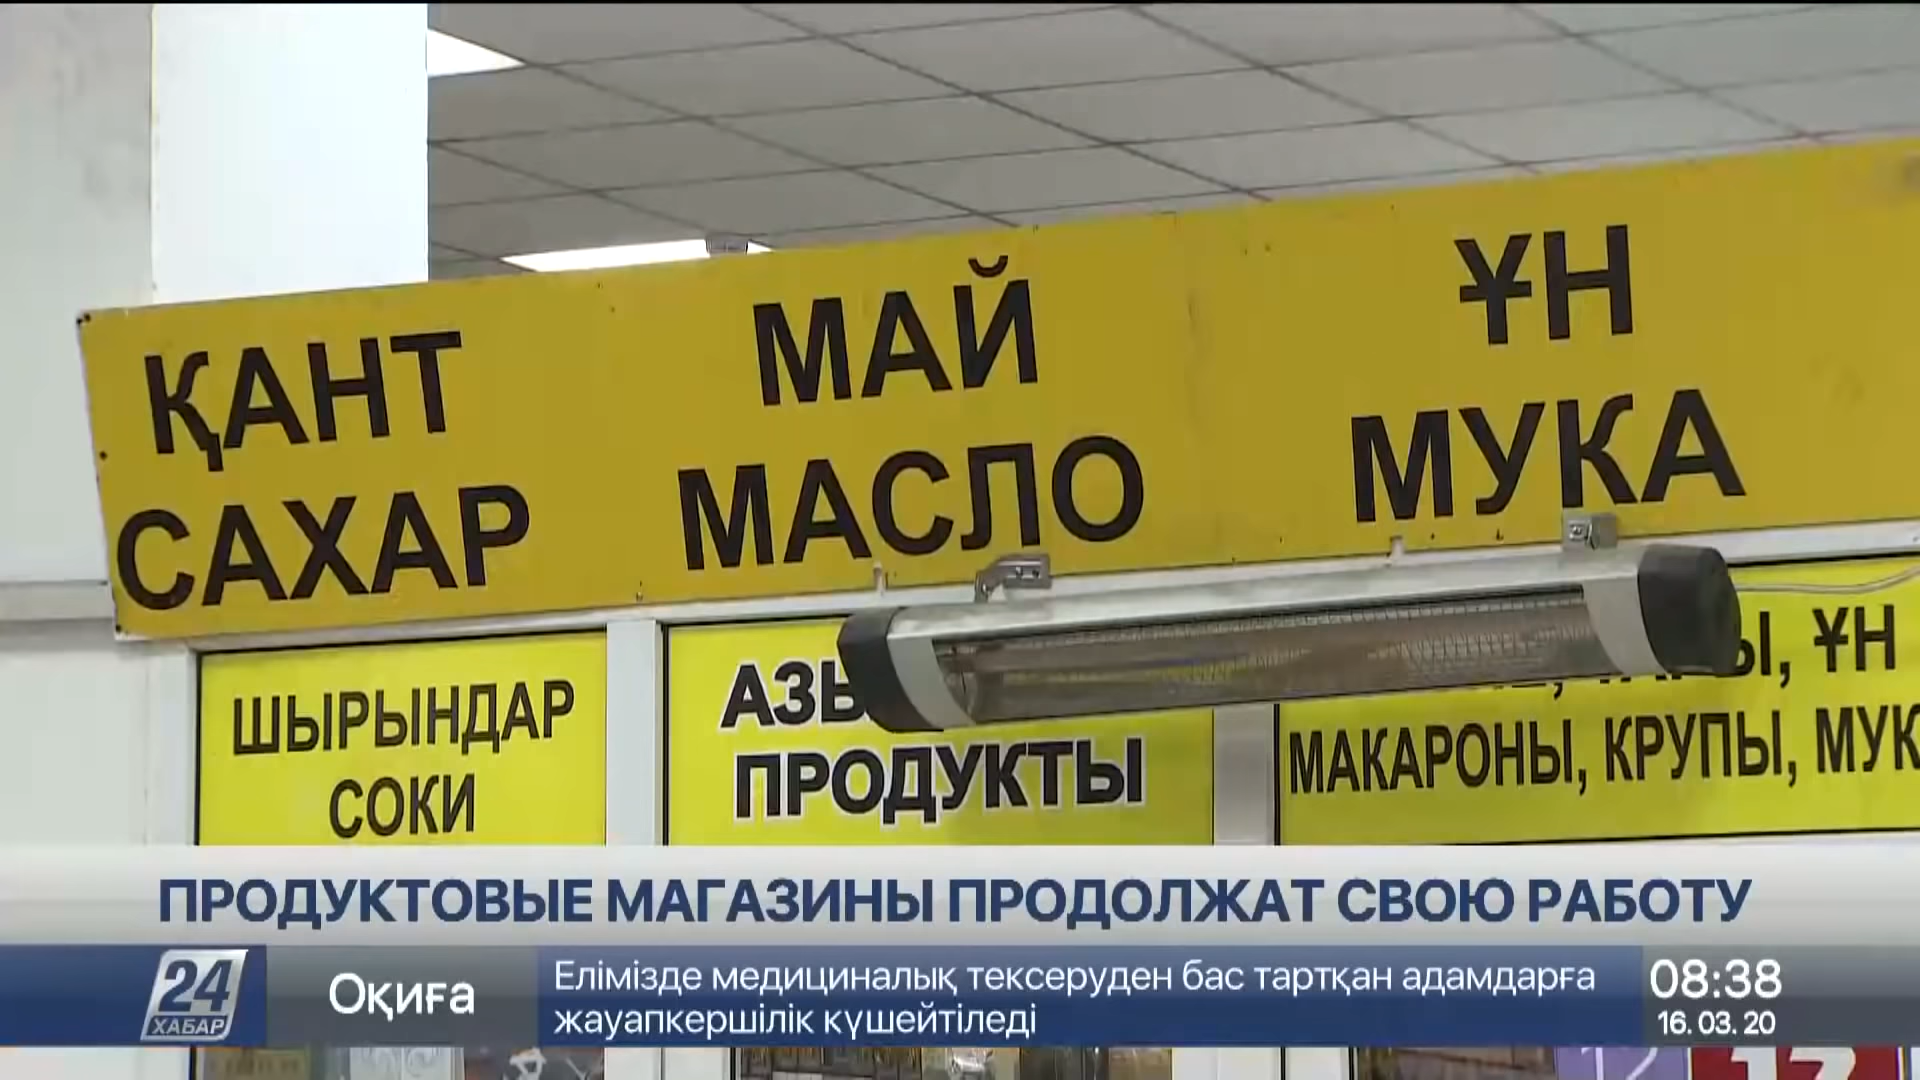 ҚАНТ
САХАР
МАЙ
МАСЛО
ҰН
МУКА
ШЫРЫНДАР
СОКИ
ПРОДУКТЫ
ҰН
МАКАРОНЫ, КРУПЫ,
ПРОДУКТОВЫЕ МАГАЗИНЫ ПРОДОЛЖАТ СВОЮ РАБОТУ
24
ХАБАР
Оқиға
Елімізде медициналық тексеруден бас тартқан адамдарға
жауапкершілік күшейтіледі
08:38
16. 03. 20